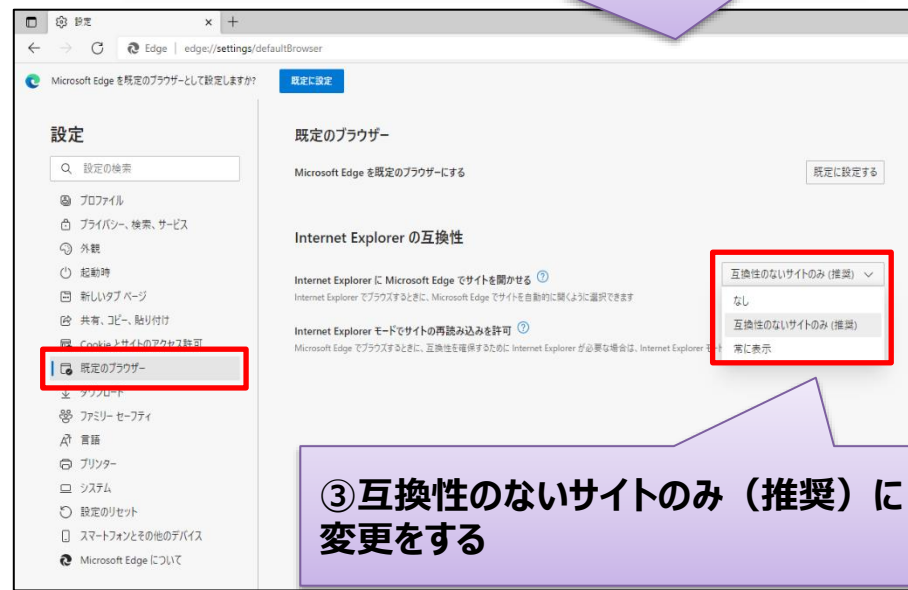 設定
Edge | edge://settings/defaultBrowser
Microsoft Edge を既定のブラウザーとして設定しますか?
既定に設定
設定
設定の検索
プロファイル
プライバシー、検索、サービス
外観
起動時
新しいタブ ページ
共有、コピー、貼り付け
Cookie とサイトのアクセス許可
既定のブラウザー
ダウンロード
ファミリー セーフティ
言語
プリンター
システム
設定のリセット
スマートフォンとその他のデバイス
Microsoft Edge について
既定のブラウザー
Microsoft Edge を既定のブラウザーにする
既定に設定する
Internet Explorer の互換性
Internet Explorer に Microsoft Edge でサイトを開かせる
Internet Explorer でブラウズするときに、Microsoft Edge でサイトを自動的に開くように選択できます
互換性のないサイトのみ (推奨)
なし
互換性のないサイトのみ (推奨)
常に表示
Internet Explorer モードでサイトの再読み込みを許可
Microsoft Edge でブラウズするときに、互換性を確保するために Internet Explorer が必要な場合は、Internet Explorer モー
③互換性のないサイトのみ（推奨）に
変更をする